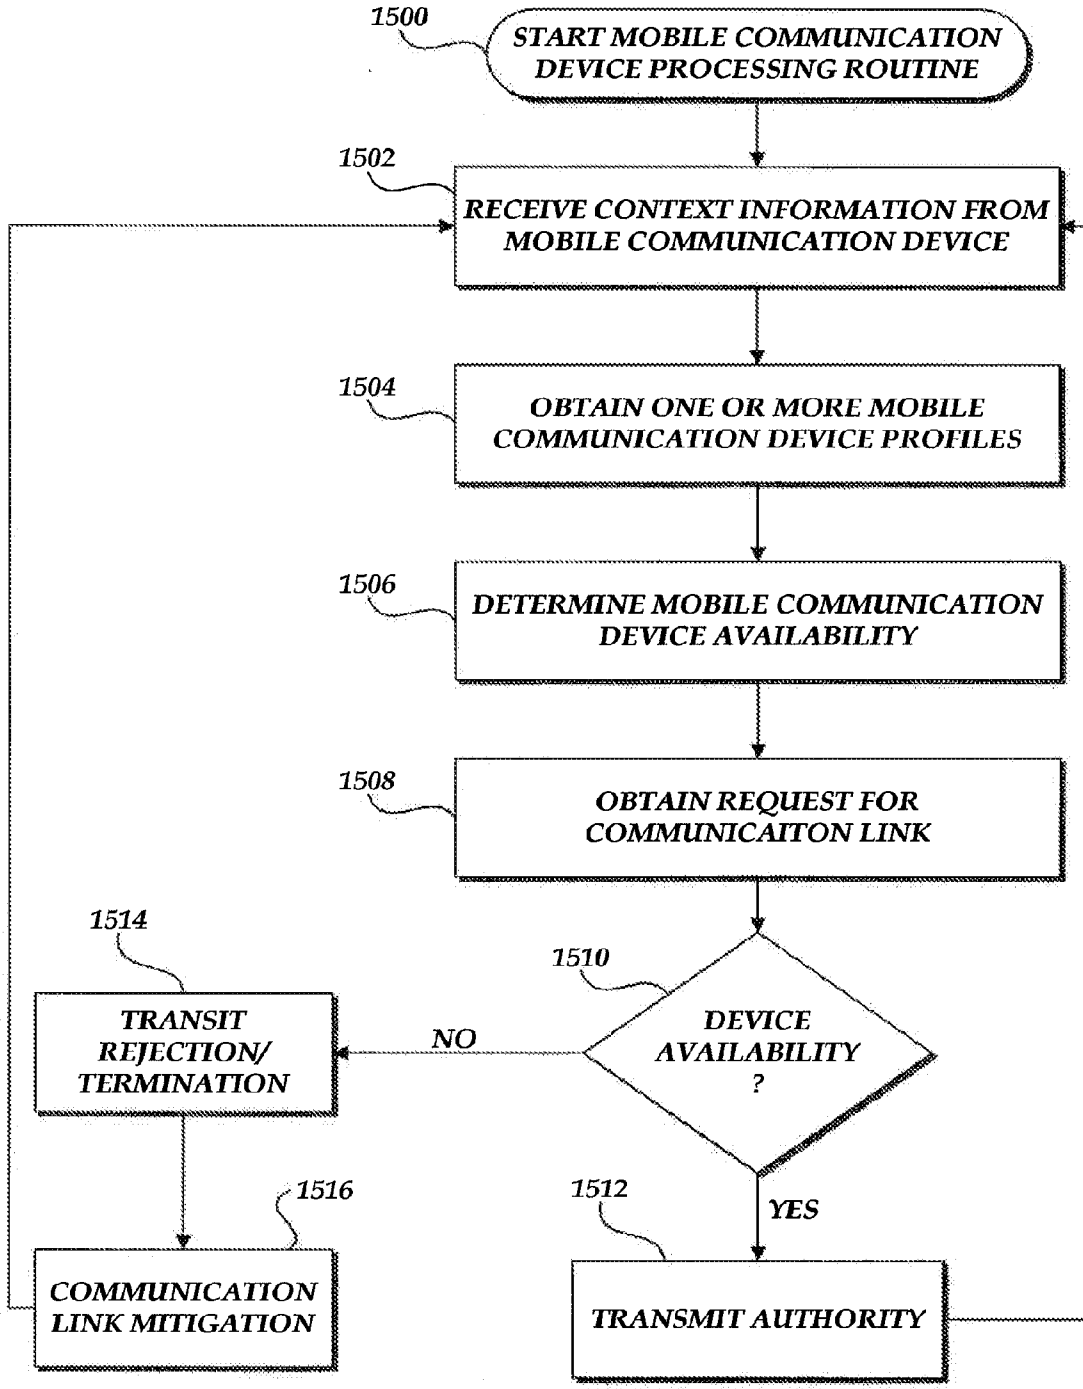 1500
START MOBILE COMMUNICATION
DEVICE PROCESSING ROUTINE
1502
RECEIVE CONTEXT INFORMATION FROM
MOBILE COMMUNICATION DEVICE
1504
OBTAIN ONE OR MORE MOBILE
COMMUNICATION DEVICE PROFILES
1506
DETERMINE MOBILE COMMUNICATION
DEVICE AVAILABILITY
1508
OBTAIN REQUEST FOR
COMMUNICAITON LINK
1510
DEVICE
AVAILABILITY
?
NO
1514
TRANSIT
REJECTION/
TERMINATION
1516
COMMUNICATION
LINK MITIGATION
YES
1512
TRANSMIT AUTHORITY